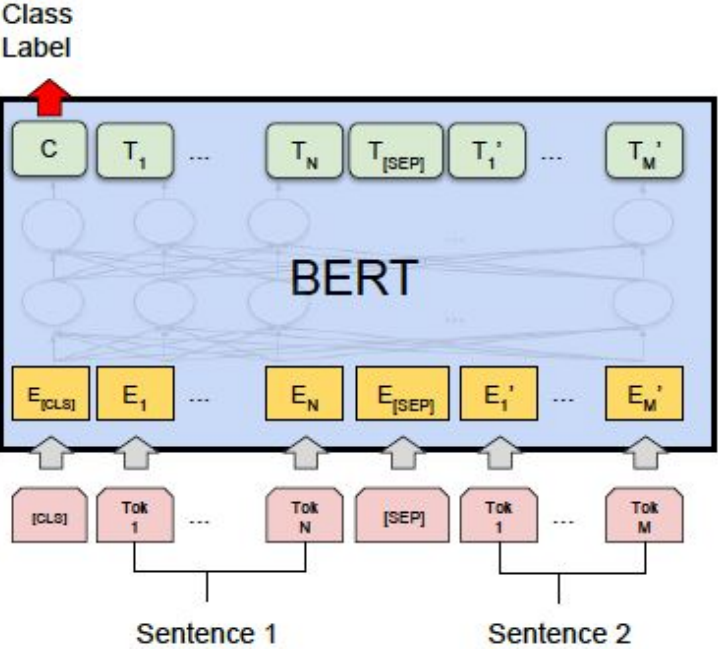 Class
Label
C T1 ... TN T[SEP] T1' ... TM'
...
BERT
...
E[CLS] E1 ... EN E[SEP] E1' ... EM'
[CLS] Tok 1 ... Tok N [SEP] Tok 1 ... Tok M
Sentence 1 Sentence 2